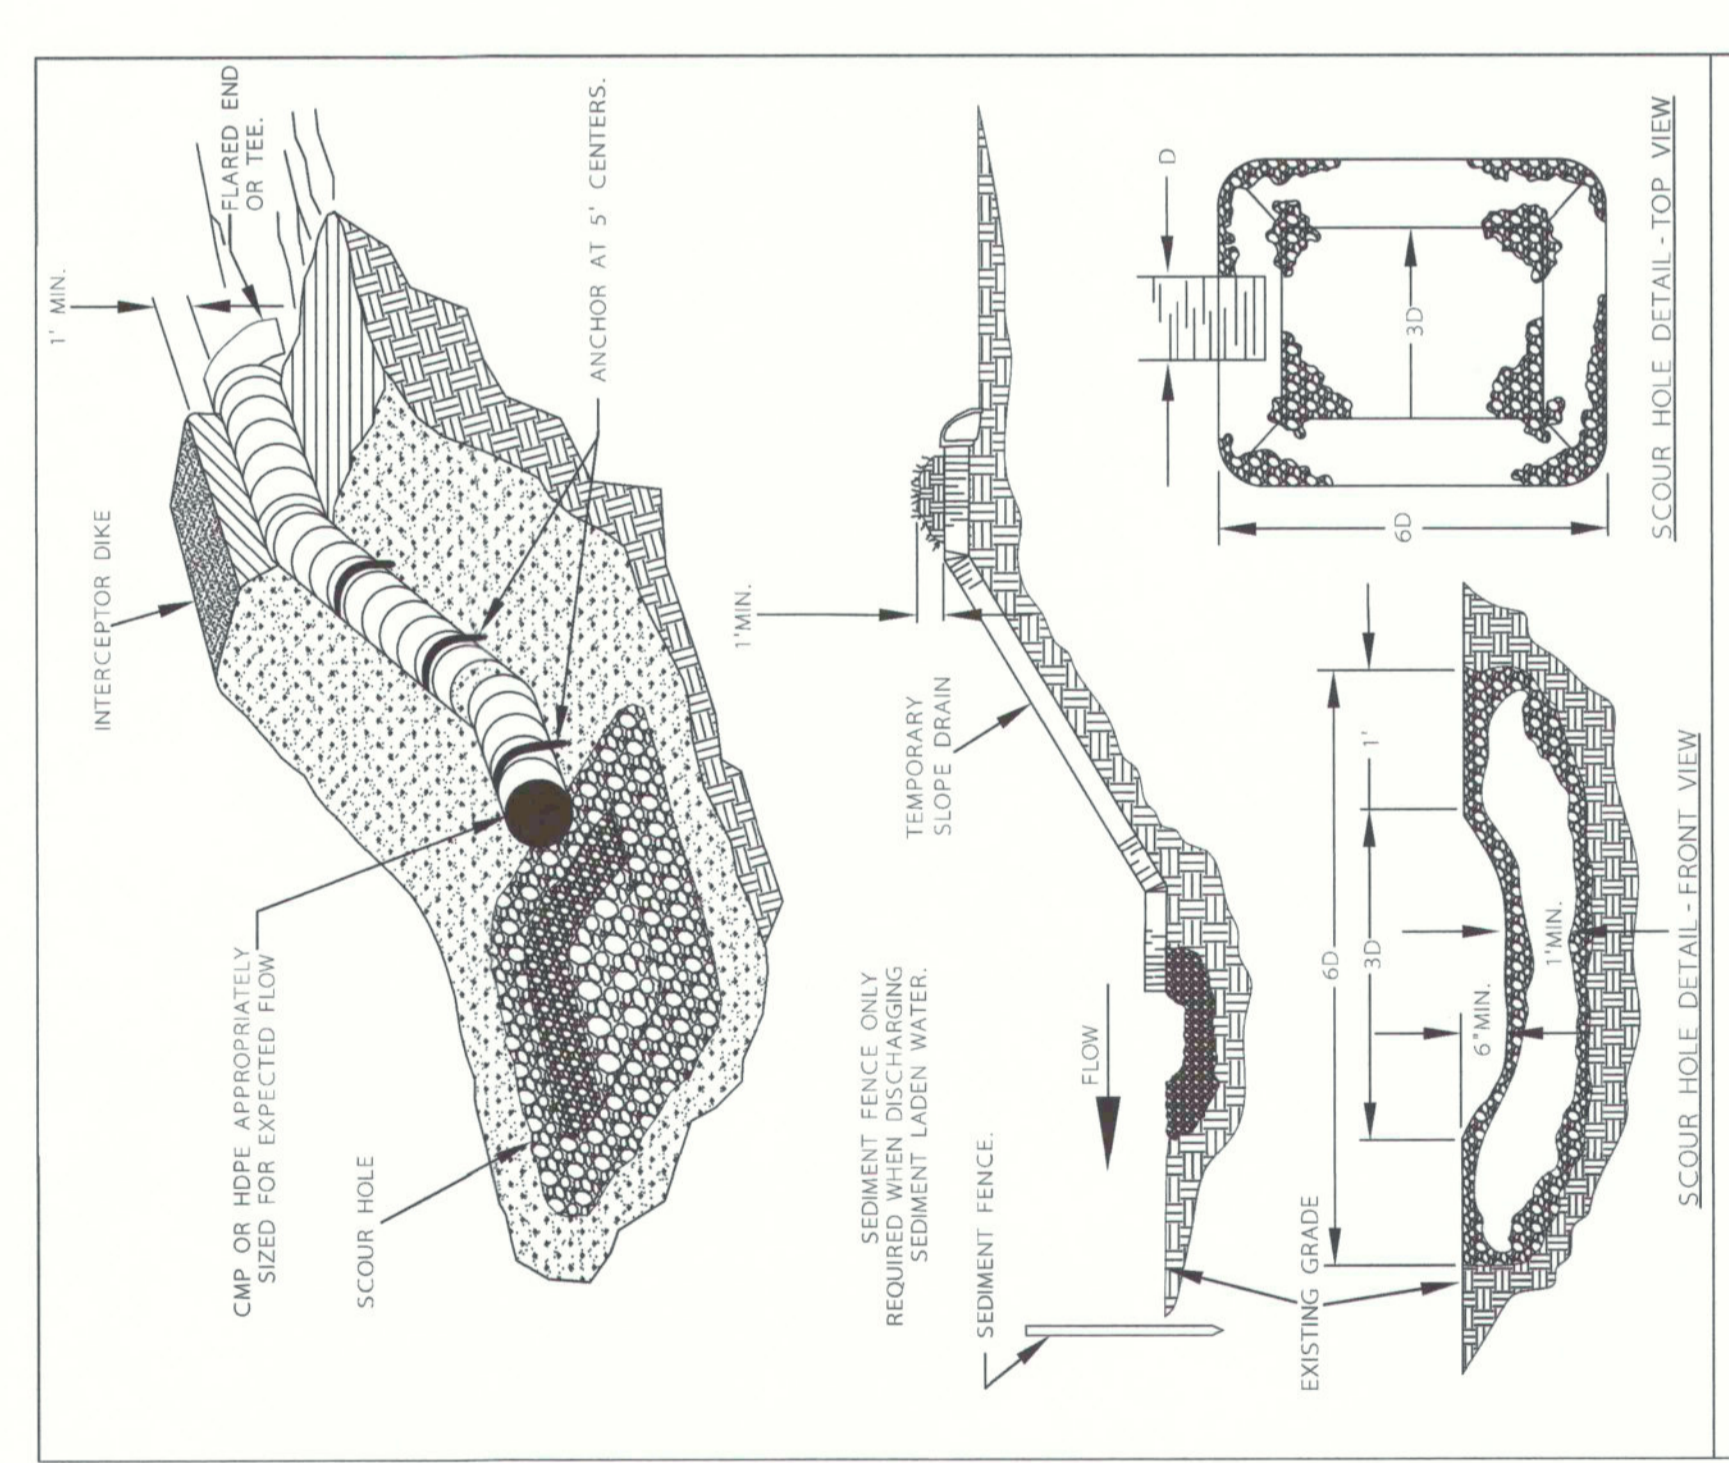 1' MIN.
FLARED END
OR TEE.
INTERCEPTOR DIKE
ANCHOR AT 5' CENTERS.
CMP OR HDPE APPROPRIATELY
SIZED FOR EXPECTED FLOW
SCOUR HOLE
1'MIN.
TEMPORARY
SLOPE DRAIN
SEDIMENT FENCE ONLY
REQUIRED WHEN DISCHARGING
SEDIMENT LADEN WATER.
FLOW
SEDIMENT FENCE.
D
3D
6D
SCOUR HOLE DETAIL - TOP VIEW
EXISTING GRADE
6D
3D
1'
6"MIN.
1'MIN.
SCOUR HOLE DETAIL - FRONT VIEW